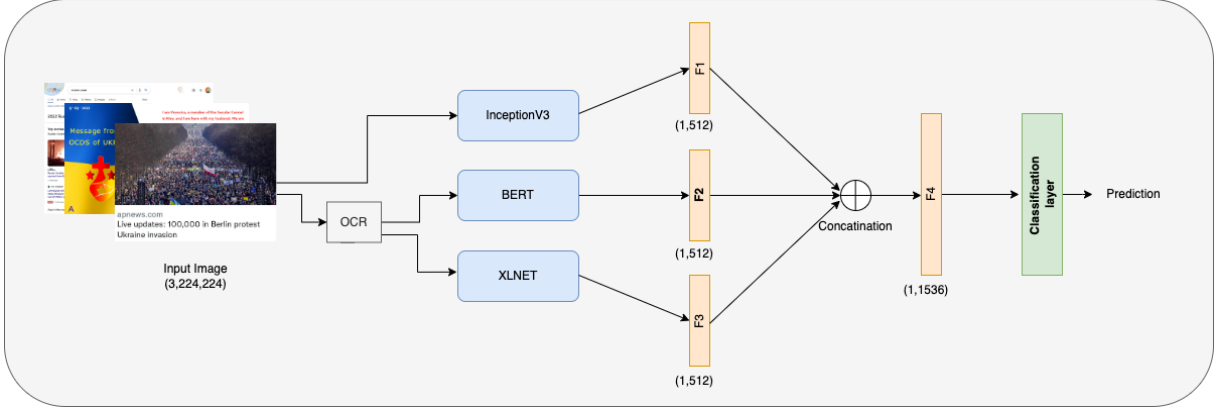 Message from
OCDS of UKR
apnews.com
Live updates: 100,000 in Berlin protest
Ukraine invasion
Input Image
(3,224,224)
OCR
InceptionV3
BERT
XLNET
F1
(1,512)
F2
(1,512)
F3
(1,512)
Concatination
F4
(1,1536)
Classification
layer
Prediction